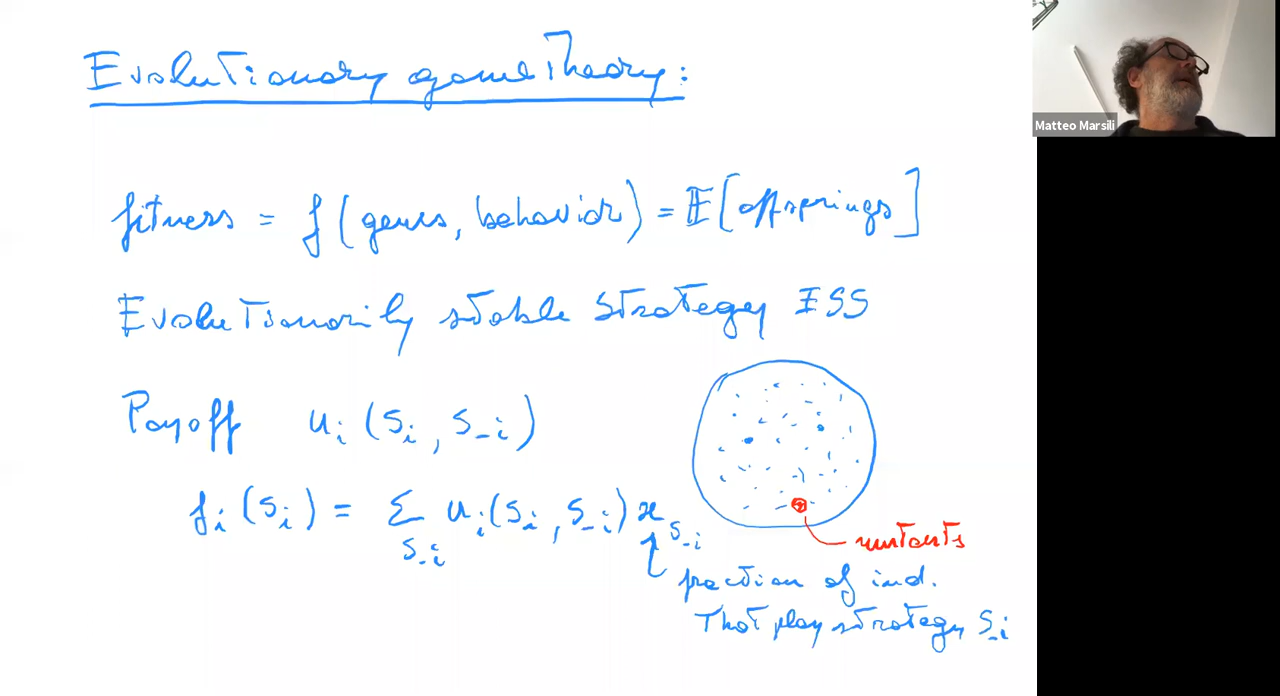 Evolutionary game Theory:
Matteo Marsili
fitness = f(genes, behavior) = 𝔼[offsprings]
Evolutionarily stable strategy ESS
Payoff u_i (s_i, s_-i)
f_i (s_i) = Σ_{s_-i} u_i (s_i, s_-i) x_{s_-i}
mutants
fraction of ind.
That play strategy s_-i